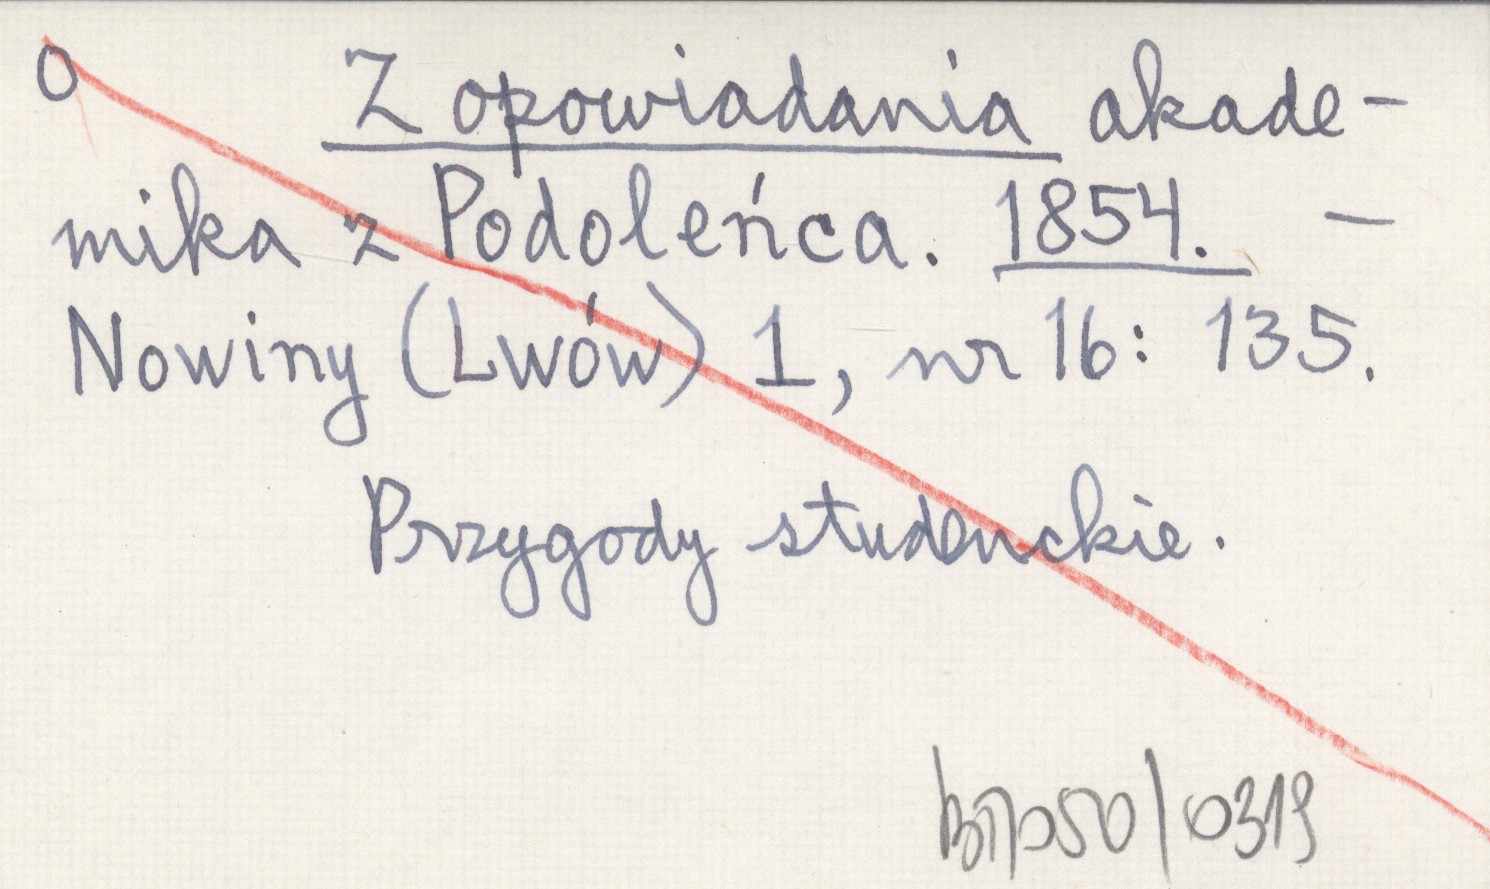 O Z opowiadania akade-
mika z Podoleńca. 1854. -
Nowiny (Lwów) 1, nr 16: 135.
Przygody studenckie.